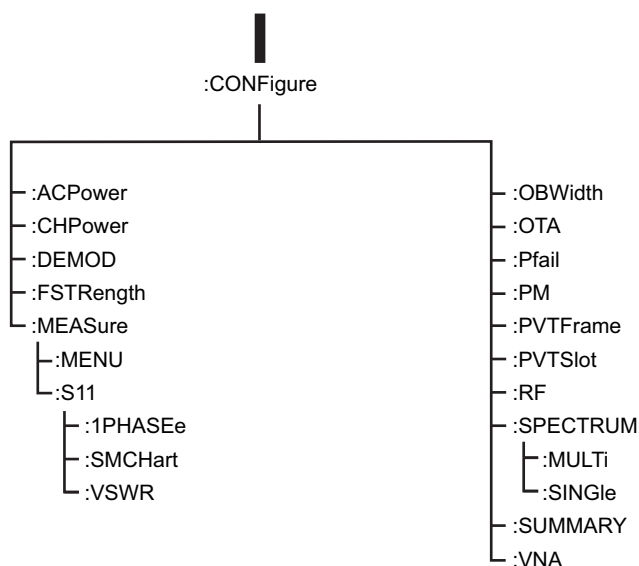 :CONFigure
:ACPower
:CHPower
:DEMOD
:FSTRength
:MEASure
:MENU
:S11
:1PHASEe
:SMCHart
:VSWR
:OBWidth
:OTA
:Pfail
:PM
:PVTFrame
:PVTSlot
:RF
:SPECTRUM
:MULTi
:SINGle
:SUMMARY
:VNA